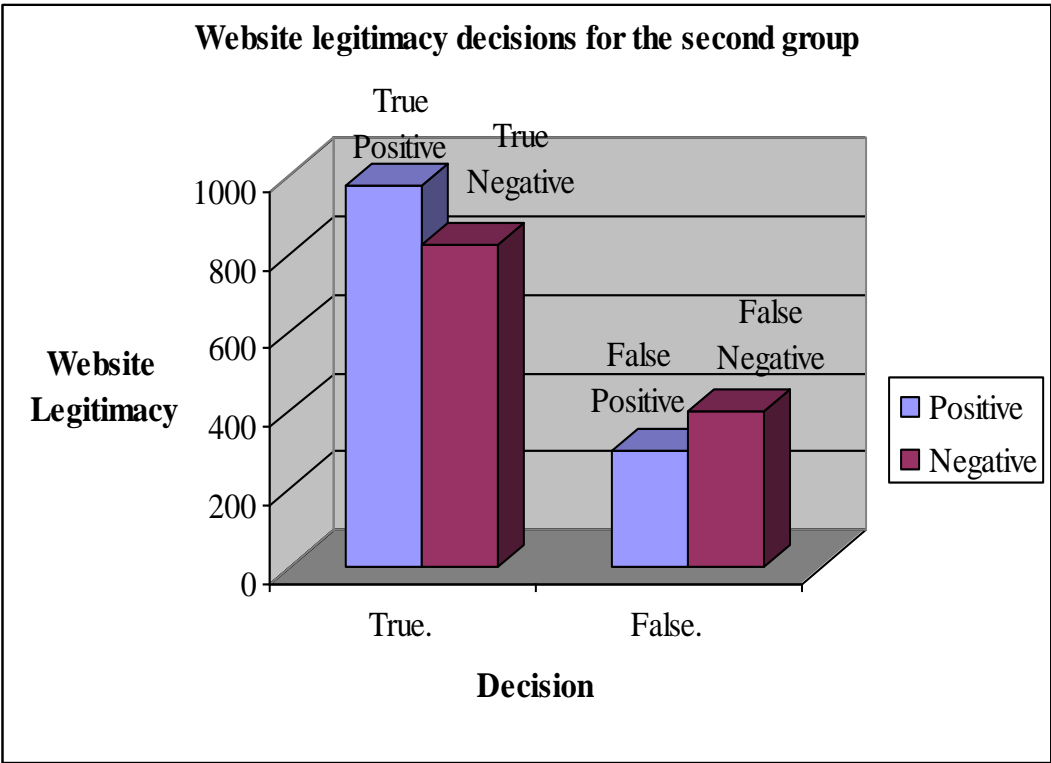 Website legitimacy decisions for the second group
True
Positive
True
Negative
1000
800
600
400
200
0
Website
Legitimacy
False
Positive
False
Negative
Positive
Negative
True.
False.
Decision